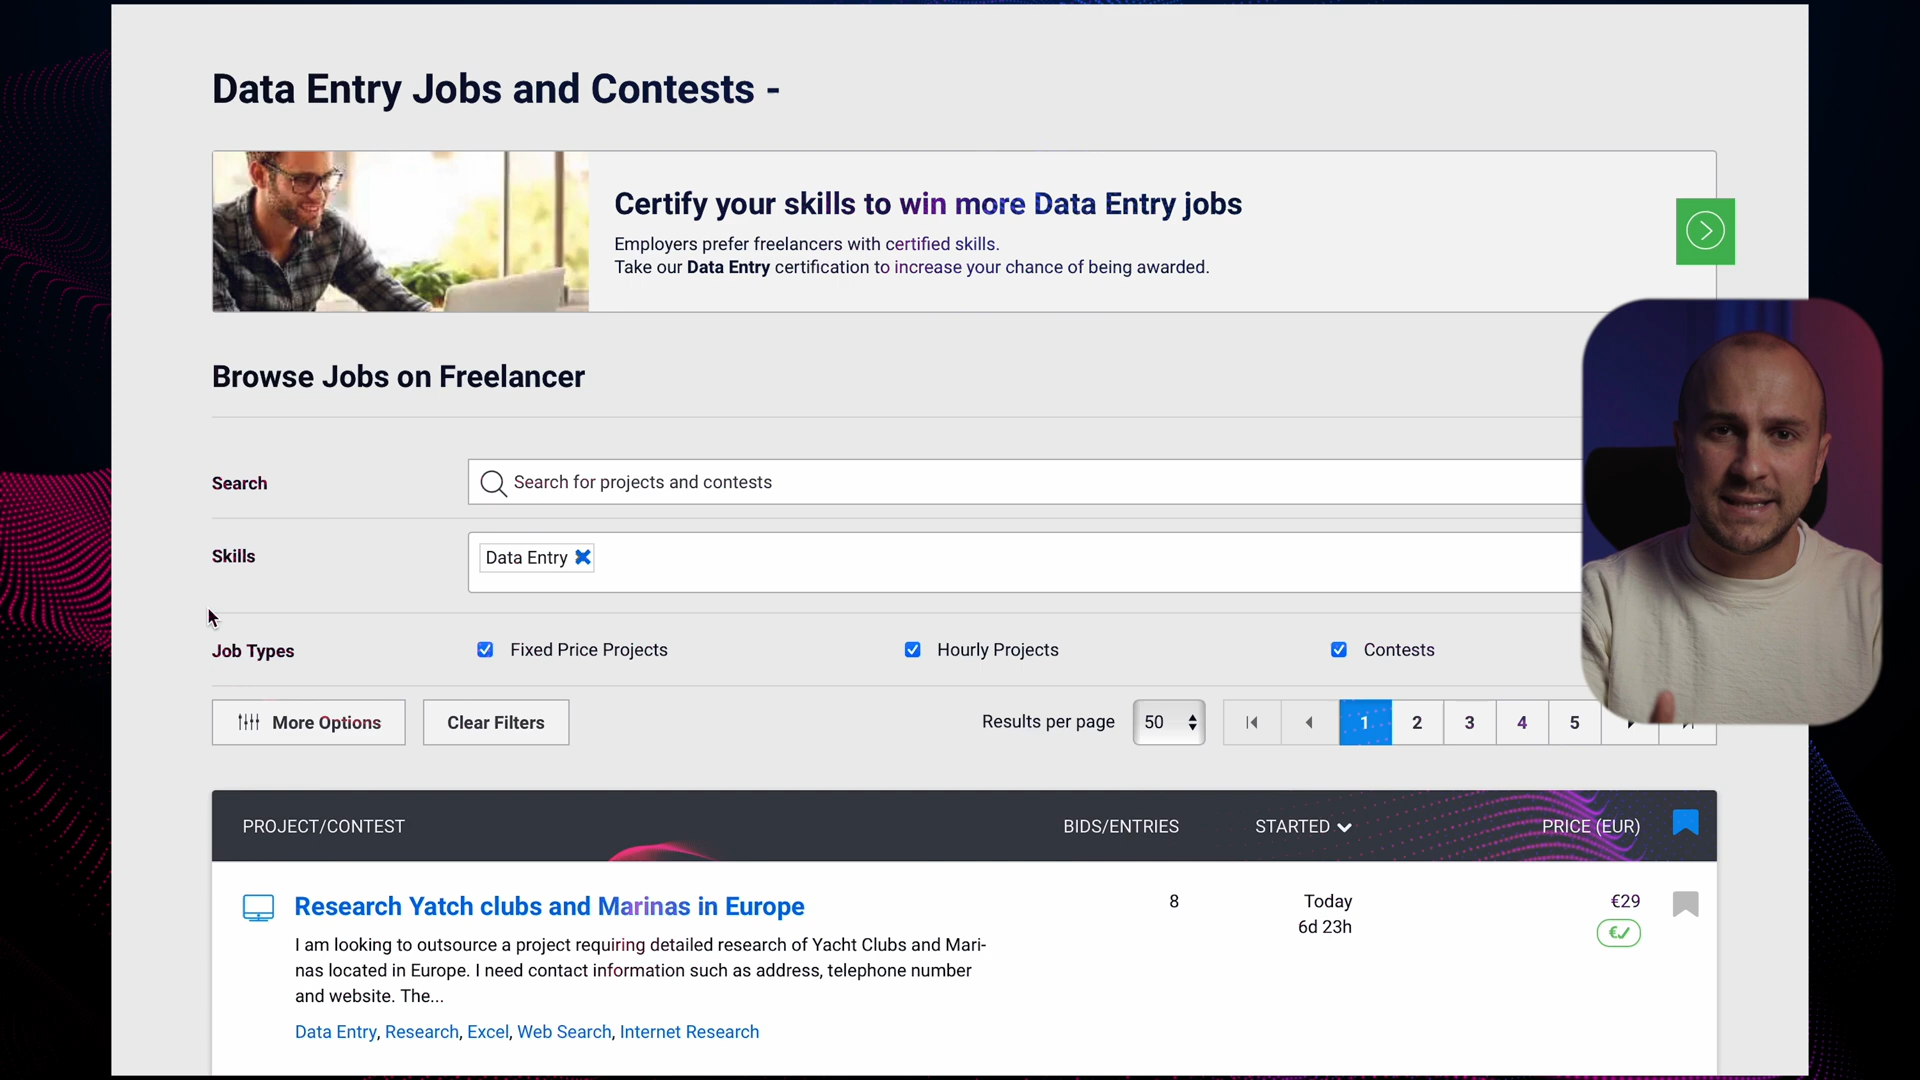 Data Entry Jobs and Contests -
Certify your skills to win more Data Entry jobs
Employers prefer freelancers with certified skills.
Take our Data Entry certification to increase your chance of being awarded.
Browse Jobs on Freelancer
Search
Search for projects and contests
Skills
Data Entry
Job Types
Fixed Price Projects
Hourly Projects
Contests
More Options
Clear Filters
Results per page
50
1 2 3 4 5
PROJECT/CONTEST BIDS/ENTRIES STARTED PRICE (EUR)
Research Yatch clubs and Marinas in Europe
8
Today
6d 23h
€29
€
I am looking to outsource a project requiring detailed research of Yacht Clubs and Mari-
nas located in Europe. I need contact information such as address, telephone number
and website. The...
Data Entry, Research, Excel, Web Search, Internet Research